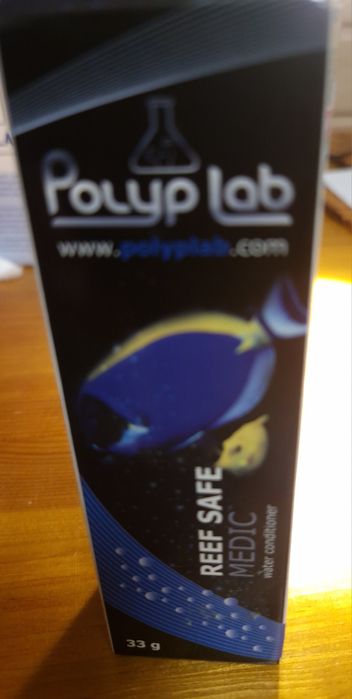 Polyp lab
www.polyplab.com
REEF SAFE
MEDIC
water conditioner
33 g